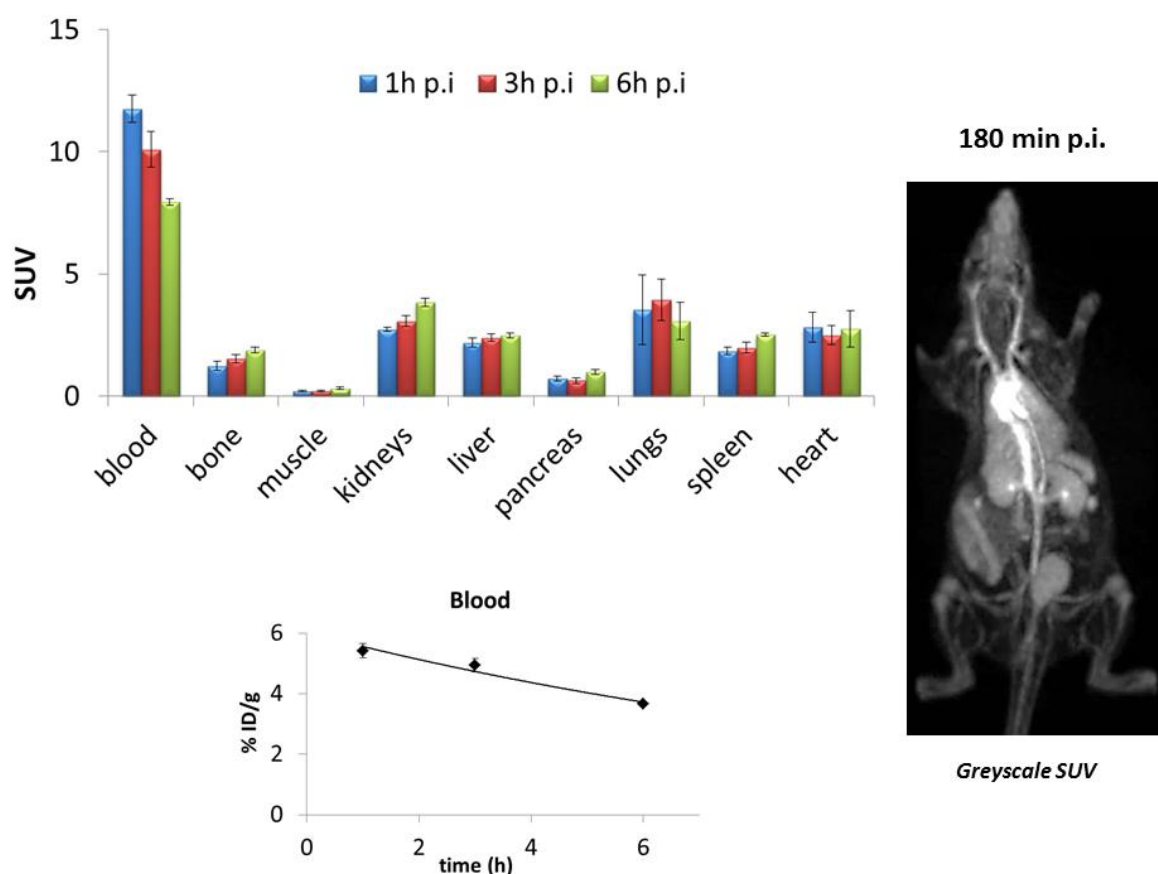 15
10
5
0
SUV
1h p.i 3h p.i 6h p.i
blood bone muscle kidneys liver pancreas lungs spleen heart
180 min p.i.
Greyscale SUV
Blood
6
4
2
0
% ID/g
0 2 4 6
time (h)